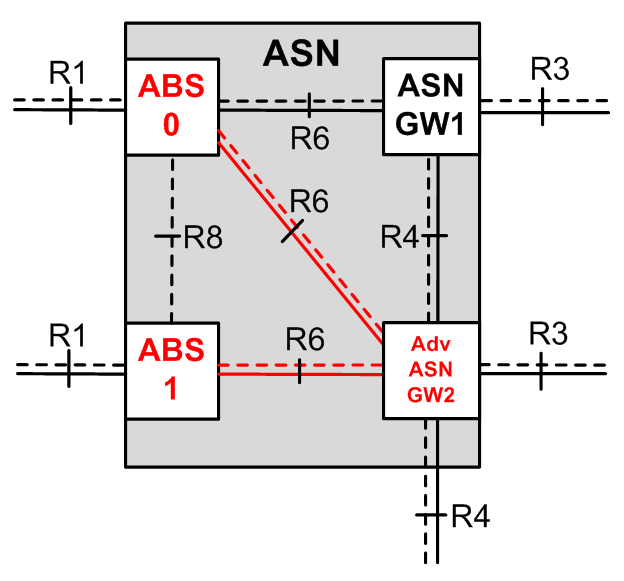 ASN
R1
ABS
0
R6
ASN
GW1
R3
R6
R8
R4
R1
ABS
1
R6
Adv
ASN
GW2
R3
R4